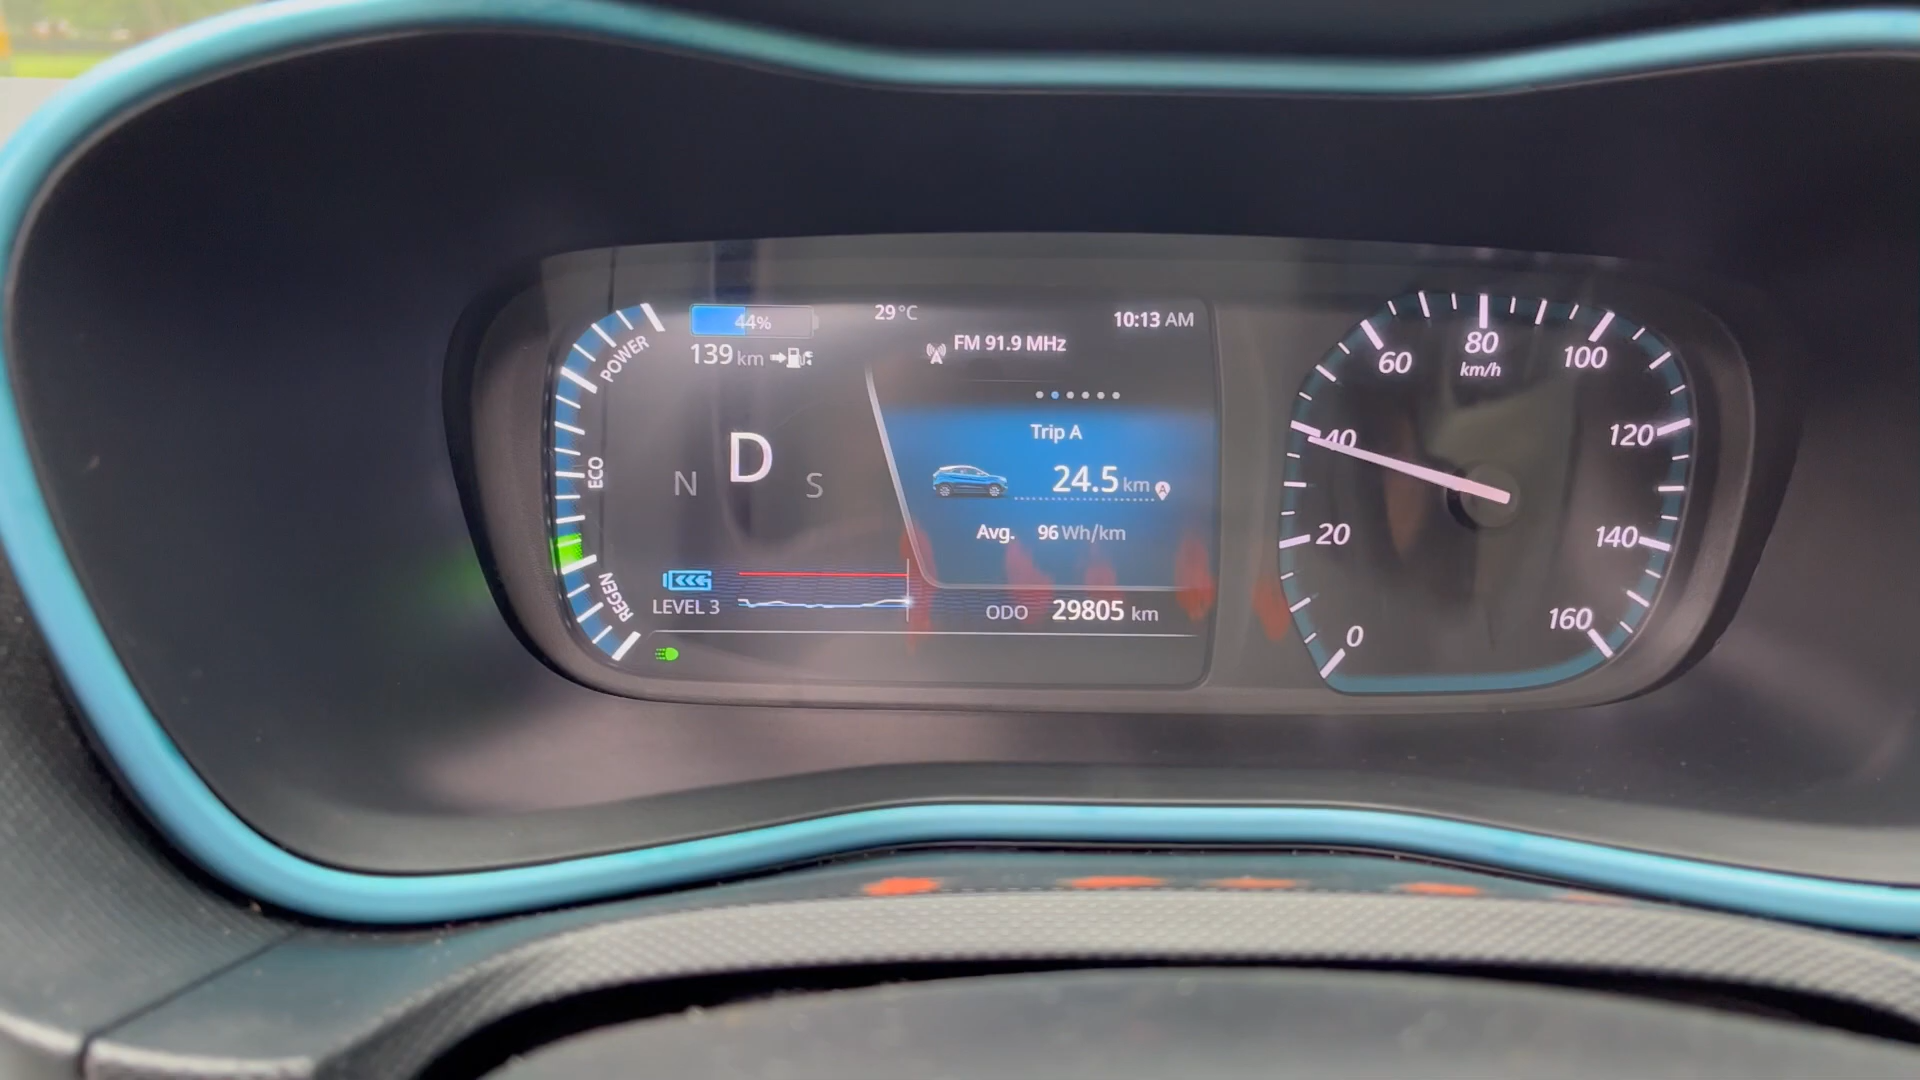 44%
29°C
10:13 AM
139 km
FM 91.9 MHz
POWER
ECO
REGEN
N D S
Trip A
24.5 km
A
Avg. 96 Wh/km
LEVEL 3
ODO 29805 km
0
20
40
60
80
km/h
100
120
140
160